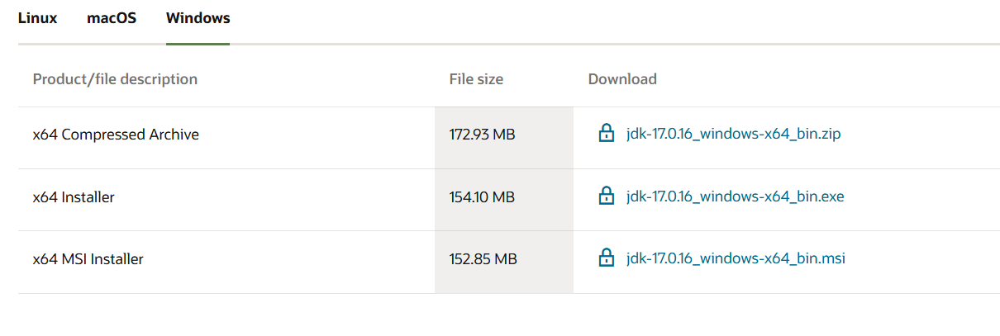 Linux macOS Windows
Product/file description File size Download
x64 Compressed Archive 172.93 MB jdk-17.0.16_windows-x64_bin.zip
x64 Installer 154.10 MB jdk-17.0.16_windows-x64_bin.exe
x64 MSI Installer 152.85 MB jdk-17.0.16_windows-x64_bin.msi